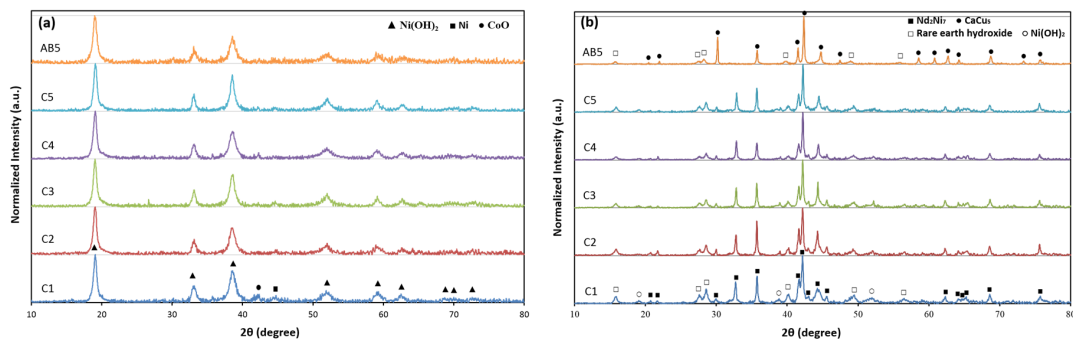 (a)
▲ Ni(OH)₂ ■ Ni ● CoO
AB5
C5
C4
C3
C2
C1
Normalized Intensity (a.u.)
10 20 30 40 50 60 70 80
2θ (degree)
(b)
■ Nd₂Ni₇ ● CaCu₅
□ Rare earth hydroxide ○ Ni(OH)₂
AB5
C5
C4
C3
C2
C1
Normalized Intensity (a.u.)
10 20 30 40 50 60 70 80
2θ (degree)